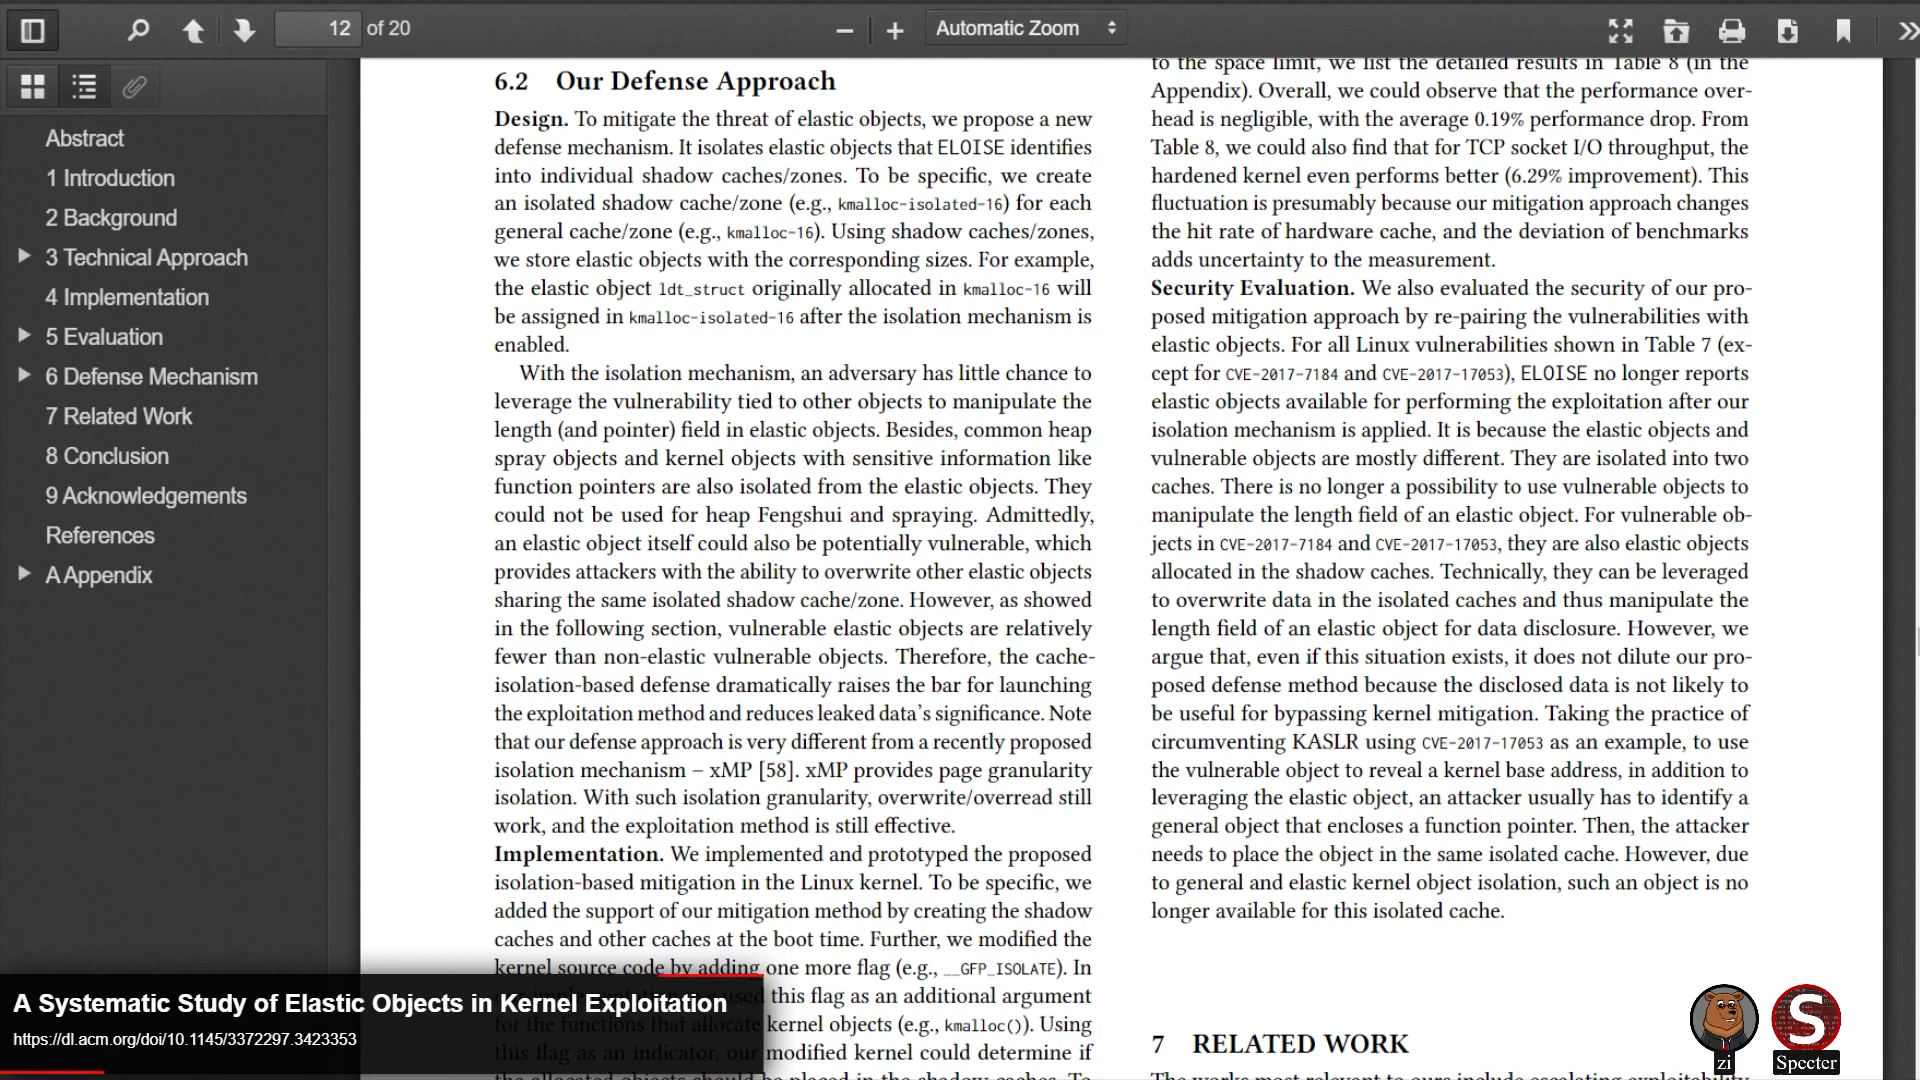 12 of 20
Automatic Zoom
Abstract
1 Introduction
2 Background
3 Technical Approach
4 Implementation
5 Evaluation
6 Defense Mechanism
7 Related Work
8 Conclusion
9 Acknowledgements
References
A Appendix
6.2 Our Defense Approach
Design. To mitigate the threat of elastic objects, we propose a new
defense mechanism. It isolates elastic objects that ELOISE identifies
into individual shadow caches/zones. To be specific, we create
an isolated shadow cache/zone (e.g., kmalloc-isolated-16) for each
general cache/zone (e.g., kmalloc-16). Using shadow caches/zones,
we store elastic objects with the corresponding sizes. For example,
the elastic object ldt_struct originally allocated in kmalloc-16 will
be assigned in kmalloc-isolated-16 after the isolation mechanism is
enabled.
With the isolation mechanism, an adversary has little chance to
leverage the vulnerability tied to other objects to manipulate the
length (and pointer) field in elastic objects. Besides, common heap
spray objects and kernel objects with sensitive information like
function pointers are also isolated from the elastic objects. They
could not be used for heap Fengshui and spraying. Admittedly,
an elastic object itself could also be potentially vulnerable, which
provides attackers with the ability to overwrite other elastic objects
sharing the same isolated shadow cache/zone. However, as showed
in the following section, vulnerable elastic objects are relatively
fewer than non-elastic vulnerable objects. Therefore, the cache-
isolation-based defense dramatically raises the bar for launching
the exploitation method and reduces leaked data's significance. Note
that our defense approach is very different from a recently proposed
isolation mechanism – xMP [58]. xMP provides page granularity
isolation. With such isolation granularity, overwrite/overread still
work, and the exploitation method is still effective.
Implementation. We implemented and prototyped the proposed
isolation-based mitigation in the Linux kernel. To be specific, we
added the support of our mitigation method by creating the shadow
caches and other caches at the boot time. Further, we modified the
kernel source code by adding one more flag (e.g., __GFP_ISOLATE). In
used this flag as an additional argument
for the functions that allocate kernel objects (e.g., kmalloc()). Using
this flag as an indicator, our modified kernel could determine if
the allocated objects should be placed in the shadow caches. To
to the space limit, we list the detailed results in Table 8 (in the
Appendix). Overall, we could observe that the performance over-
head is negligible, with the average 0.19% performance drop. From
Table 8, we could also find that for TCP socket I/O throughput, the
hardened kernel even performs better (6.29% improvement). This
fluctuation is presumably because our mitigation approach changes
the hit rate of hardware cache, and the deviation of benchmarks
adds uncertainty to the measurement.
Security Evaluation. We also evaluated the security of our pro-
posed mitigation approach by re-pairing the vulnerabilities with
elastic objects. For all Linux vulnerabilities shown in Table 7 (ex-
cept for CVE-2017-7184 and CVE-2017-17053), ELOISE no longer reports
elastic objects available for performing the exploitation after our
isolation mechanism is applied. It is because the elastic objects and
vulnerable objects are mostly different. They are isolated into two
caches. There is no longer a possibility to use vulnerable objects to
manipulate the length field of an elastic object. For vulnerable ob-
jects in CVE-2017-7184 and CVE-2017-17053, they are also elastic objects
allocated in the shadow caches. Technically, they can be leveraged
to overwrite data in the isolated caches and thus manipulate the
length field of an elastic object for data disclosure. However, we
argue that, even if this situation exists, it does not dilute our pro-
posed defense method because the disclosed data is not likely to
be useful for bypassing kernel mitigation. Taking the practice of
circumventing KASLR using CVE-2017-17053 as an example, to use
the vulnerable object to reveal a kernel base address, in addition to
leveraging the elastic object, an attacker usually has to identify a
general object that encloses a function pointer. Then, the attacker
needs to place the object in the same isolated cache. However, due
to general and elastic kernel object isolation, such an object is no
longer available for this isolated cache.
7 RELATED WORK
The works most relevant to ours include escalating exploitability
A Systematic Study of Elastic Objects in Kernel Exploitation
https://dl.acm.org/doi/10.1145/3372297.3423353
zi
S
Specter